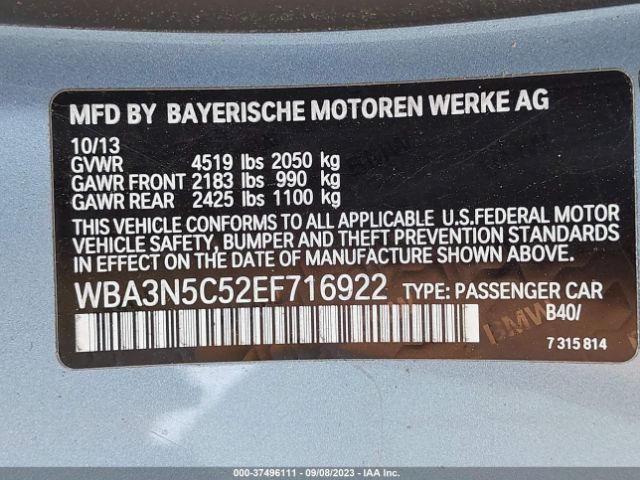 MFD BY BAYERISCHE MOTOREN WERKE AG
10/13
GVWR 4519 lbs 2050 kg
GAWR FRONT 2183 lbs 990 kg
GAWR REAR 2425 lbs 1100 kg
THIS VEHICLE CONFORMS TO ALL APPLICABLE U.S.FEDERAL MOTOR
VEHICLE SAFETY, BUMPER AND THEFT PREVENTION STANDARDS
IN EFFECT ON THE DATE OF MANUFACTURE SHOWN ABOVE.
WBA3N5C52EF716922 TYPE: PASSENGER CAR
B40/
BMW
7 315 814
000-37496111 - 09/08/2023 - IAA Inc.